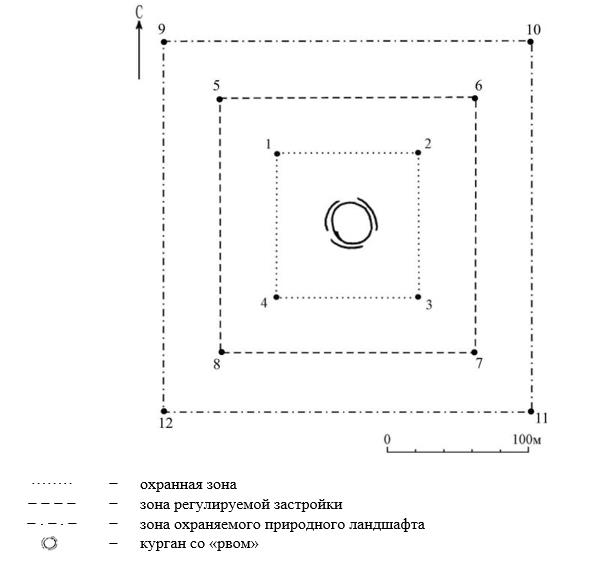 С
9 10
5 6
1 2
4 3
8 7
12 11
0 100м
– охранная зона
– зона регулируемой застройки
– зона охраняемого природного ландшафта
– курган со «рвом»